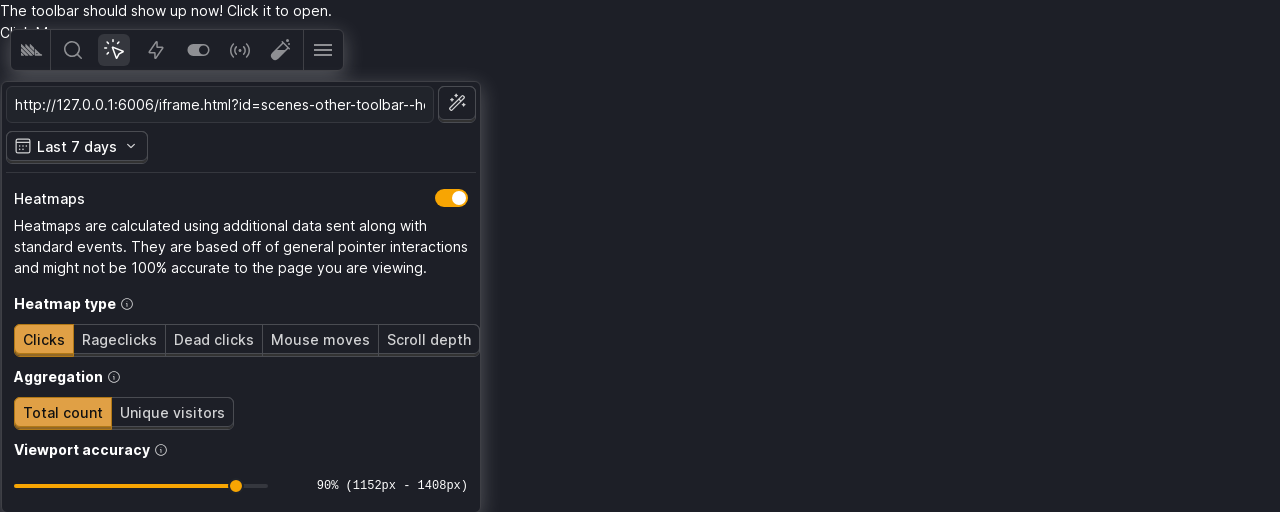 The toolbar should show up now! Click it to open.
http://127.0.0.1:6006/iframe.html?id=scenes-other-toolbar--h
Last 7 days
Heatmaps
Heatmaps are calculated using additional data sent along with
standard events. They are based off of general pointer interactions
and might not be 100% accurate to the page you are viewing.
Heatmap type
Clicks Rageclicks Dead clicks Mouse moves Scroll depth
Aggregation
Total count Unique visitors
Viewport accuracy
90% (1152px - 1408px)